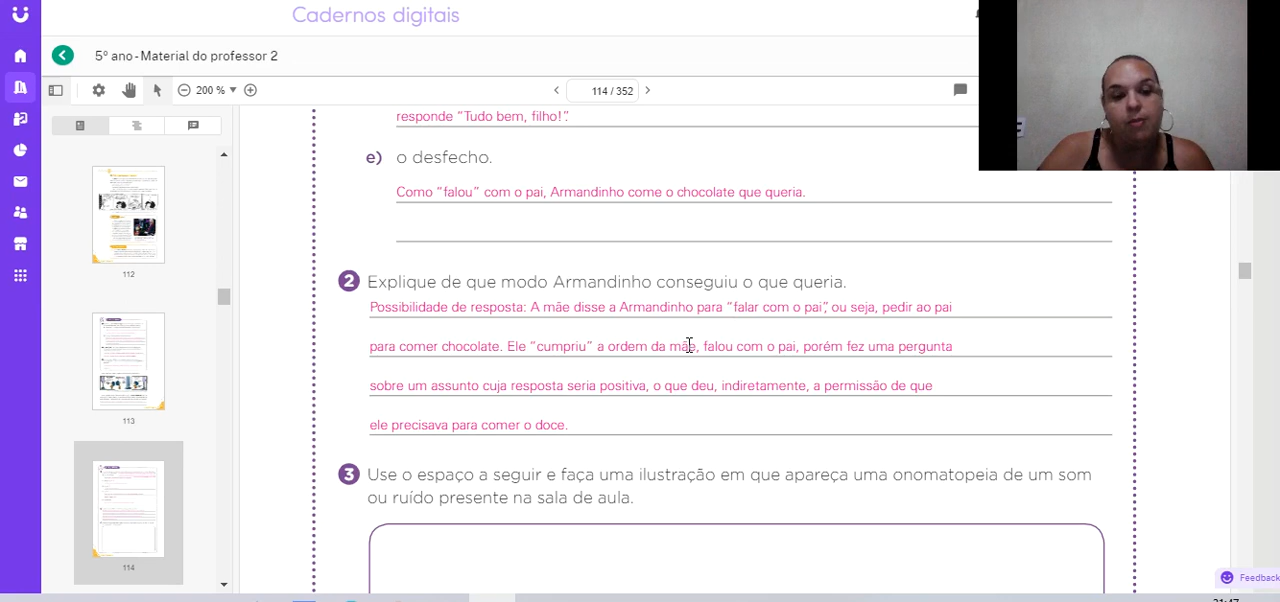 Cadernos digitais
5º ano - Material do professor 2
200 %
114 / 352
responde “Tudo bem, filho!”.
e) o desfecho.
Como “falou” com o pai, Armandinho come o chocolate que queria.
112
2 Explique de que modo Armandinho conseguiu o que queria.
Possibilidade de resposta: A mãe disse a Armandinho para “falar com o pai”, ou seja, pedir ao pai
para comer chocolate. Ele “cumpriu” a ordem da mãe, falou com o pai, porém fez uma pergunta
sobre um assunto cuja resposta seria positiva, o que deu, indiretamente, a permissão de que
ele precisava para comer o doce.
113
3 Use o espaço a seguir e faça uma ilustração em que apareça uma onomatopeia de um som
ou ruído presente na sala de aula.
114
Feedback